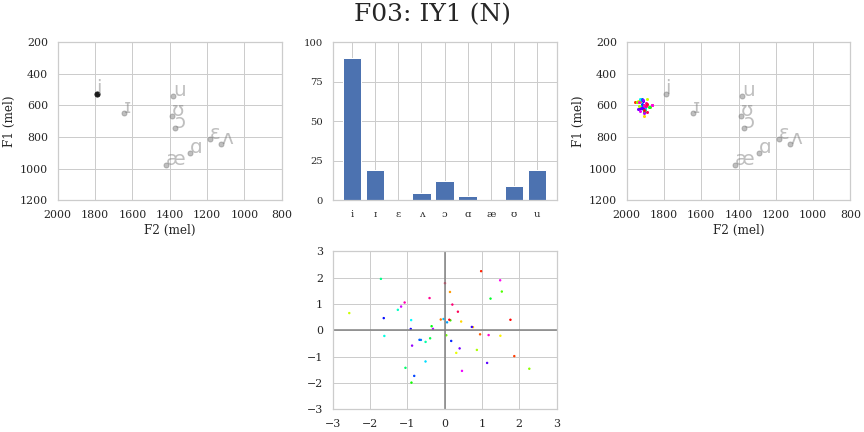 F03: IY1 (N)
200
400
600
800
1000
1200
F1 (mel)
2000 1800 1600 1400 1200 1000 800
F2 (mel)
i
ɪ
u
ʊ
ɔ
ɛ
ʌ
ɑ
æ
100
75
50
25
0
i ɪ ɛ ʌ ɔ ɑ æ ʊ u
200
400
600
800
1000
1200
F1 (mel)
2000 1800 1600 1400 1200 1000 800
F2 (mel)
i
ɪ
u
ʊ
ɔ
ɛ
ʌ
ɑ
æ
3
2
1
0
−1
−2
−3
−3 −2 −1 0 1 2 3